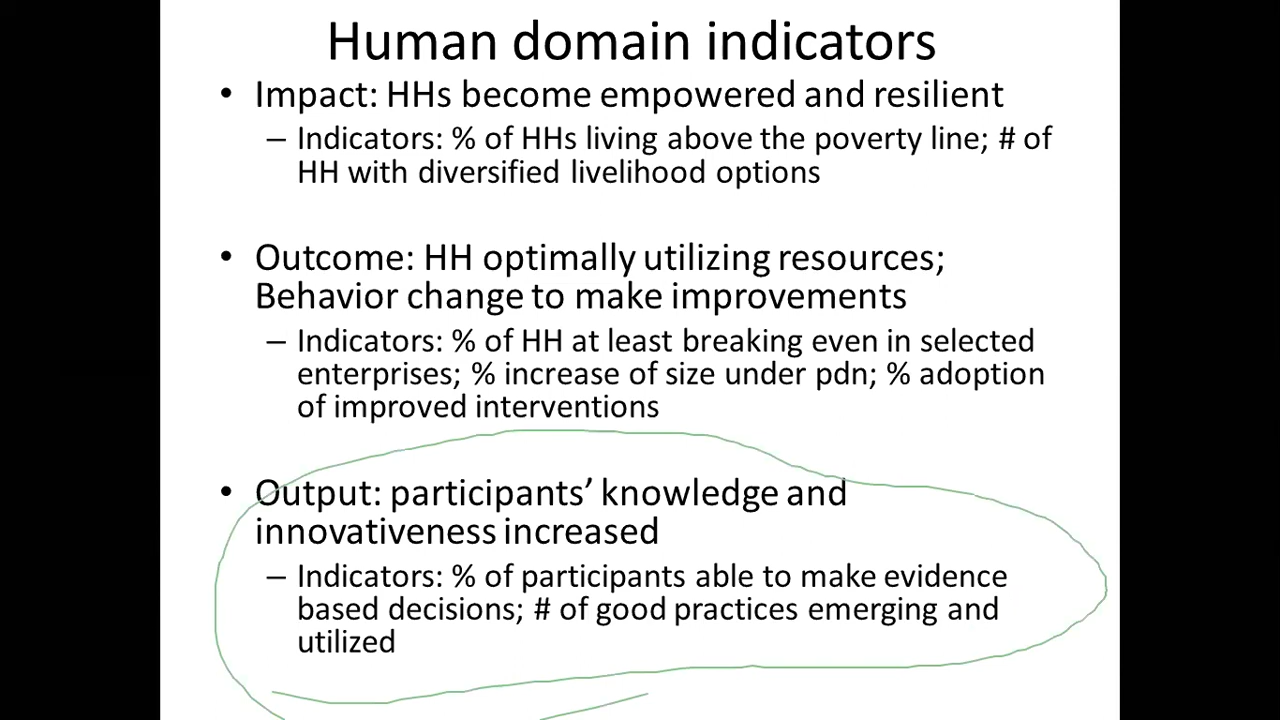 Human domain indicators
• Impact: HHs become empowered and resilient
– Indicators: % of HHs living above the poverty line; # of
HH with diversified livelihood options
• Outcome: HH optimally utilizing resources;
Behavior change to make improvements
– Indicators: % of HH at least breaking even in selected
enterprises; % increase of size under pdn; % adoption
of improved interventions
• Output: participants’ knowledge and
innovativeness increased
– Indicators: % of participants able to make evidence
based decisions; # of good practices emerging and
utilized